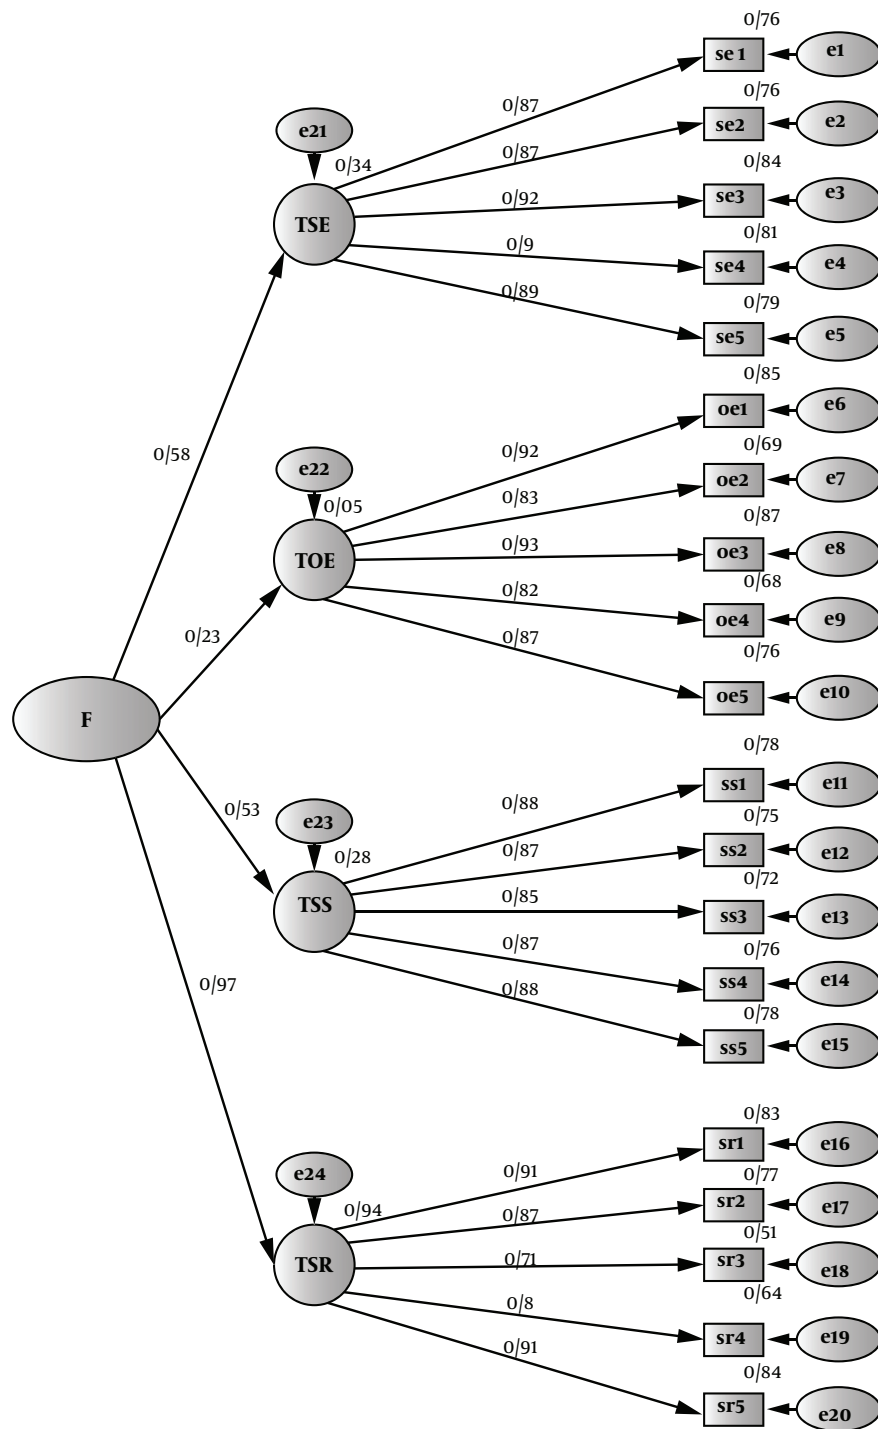 0/76
se1
e1
0/87
0/76
se2
e2
e21
0/87
0/34
0/84
se3
e3
0/92
TSE
0/81
0/9
se4
e4
0/89
0/79
se5
e5
0/85
oe1
e6
0/58
0/92
0/69
e22
oe2
e7
0/83
0/05
0/87
0/93
oe3
e8
TOE
0/68
0/82
oe4
e9
0/23
0/87
0/76
oe5
e10
F
0/78
ss1
e11
0/88
0/53
e23
0/75
0/87
ss2
e12
0/28
0/72
0/85
TSS
ss3
e13
0/87
0/76
0/97
0/88
ss4
e14
0/78
ss5
e15
0/83
sr1
e16
e24
0/91
0/77
0/94
0/87
sr2
e17
0/51
TSR
0/71
sr3
e18
0/64
0/8
sr4
e19
0/91
0/84
sr5
e20